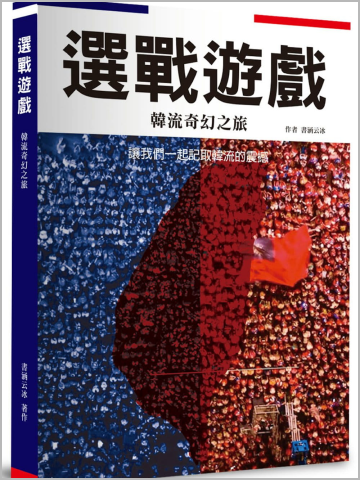 選戰遊戲
韓流奇幻之旅
作者 書涵云冰
讓我們一起記取韓流的震撼
選戰遊戲
韓流奇幻之旅
書涵云冰 著作